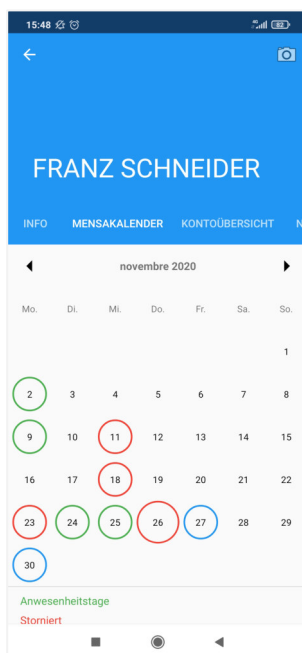 15:48
82
FRANZ SCHNEIDER
INFO MENSAKALENDER KONTOÜBERSICHT N
novembre 2020
Mo. Di. Mi. Do. Fr. Sa. So.
1
2 3 4 5 6 7 8
9 10 11 12 13 14 15
16 17 18 19 20 21 22
23 24 25 26 27 28 29
30
Anwesenheitstage
Storniert